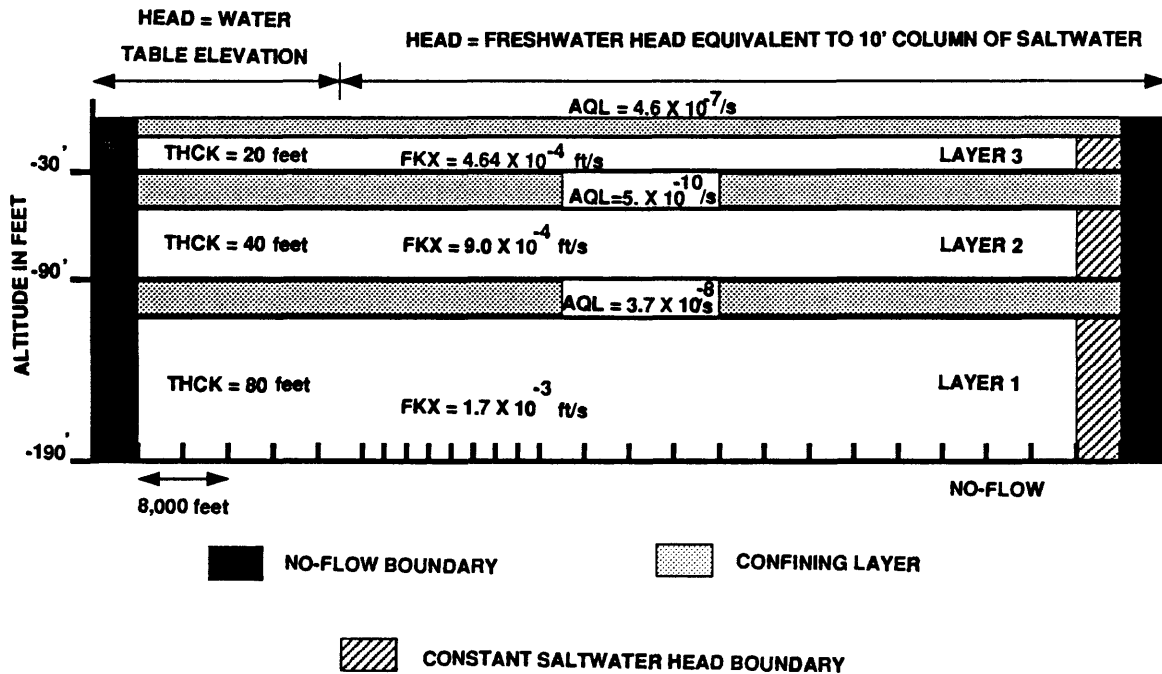 HEAD = WATER
TABLE ELEVATION
HEAD = FRESHWATER HEAD EQUIVALENT TO 10' COLUMN OF SALTWATER
AQL = 4.6 X 10^-7/s
THCK = 20 feet
FKX = 4.64 X 10^-4 ft/s
LAYER 3
-30'
AQL=5. X 10^-10/s
THCK = 40 feet
FKX = 9.0 X 10^-4 ft/s
LAYER 2
-90'
AQL = 3.7 X 10^-8/s
THCK = 80 feet
FKX = 1.7 X 10^-3 ft/s
LAYER 1
-190'
ALTITUDE IN FEET
8,000 feet
NO-FLOW
NO-FLOW BOUNDARY
CONFINING LAYER
CONSTANT SALTWATER HEAD BOUNDARY